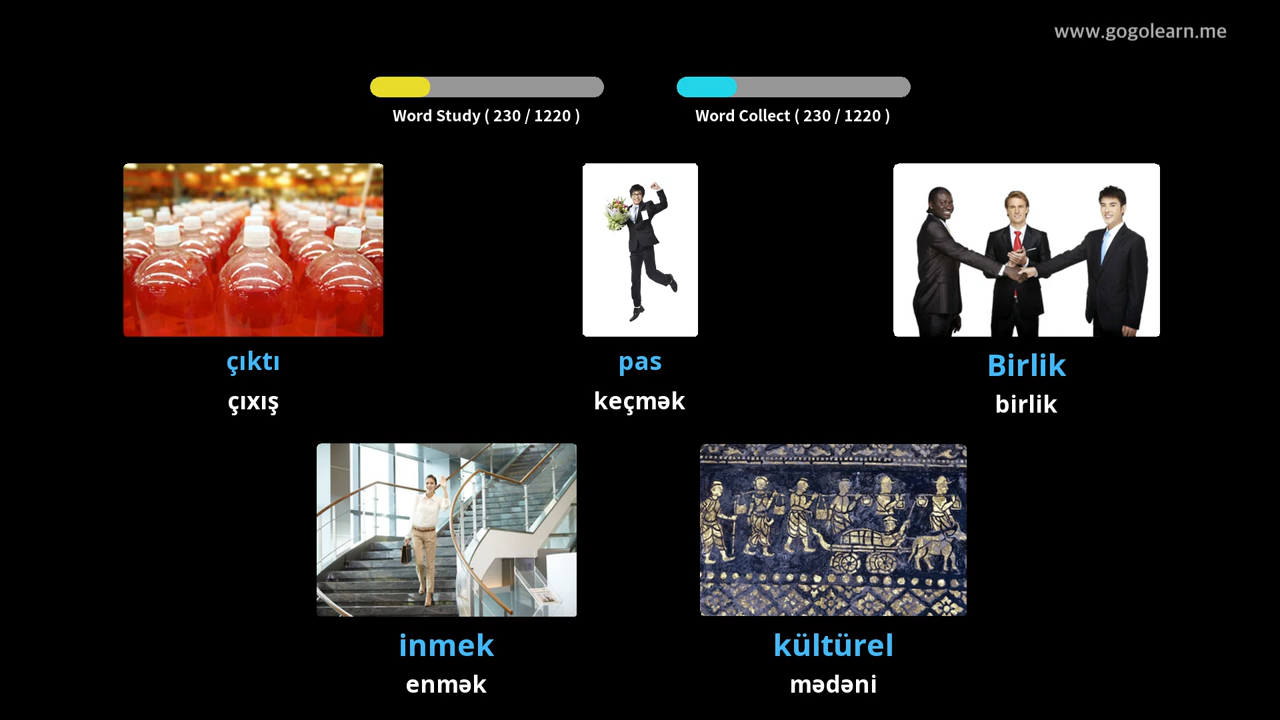 www.gogolearn.me
Word Study ( 230 / 1220 )
Word Collect ( 230 / 1220 )
çıktı
çıxış
pas
keçmək
Birlik
birlik
inmek
enmək
kültürel
mədəni